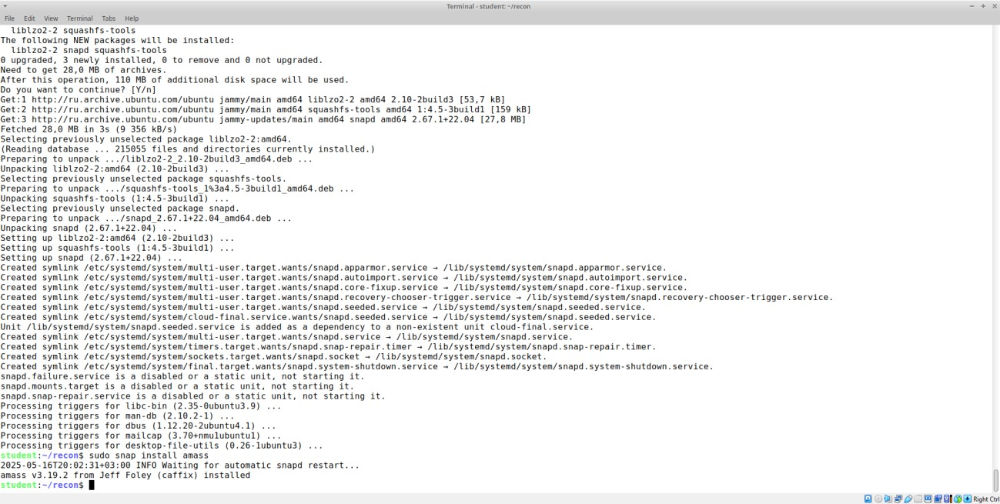 Terminal - student: ~/recon
File Edit View Terminal Tabs Help
liblzo2-2 squashfs-tools
The following NEW packages will be installed:
liblzo2-2 snapd squashfs-tools
0 upgraded, 3 newly installed, 0 to remove and 0 not upgraded.
Need to get 28,0 MB of archives.
After this operation, 110 MB of additional disk space will be used.
Do you want to continue? [Y/n]
Get:1 http://ru.archive.ubuntu.com/ubuntu jammy/main amd64 liblzo2-2 amd64 2.10-2build3 [53,7 kB]
Get:2 http://ru.archive.ubuntu.com/ubuntu jammy/main amd64 squashfs-tools amd64 1:4.5-3build1 [159 kB]
Get:3 http://ru.archive.ubuntu.com/ubuntu jammy-updates/main amd64 snapd amd64 2.67.1+22.04 [27,8 MB]
Fetched 28,0 MB in 3s (9 356 kB/s)
Selecting previously unselected package liblzo2-2:amd64.
(Reading database ... 215055 files and directories currently installed.)
Preparing to unpack .../liblzo2-2_2.10-2build3_amd64.deb ...
Unpacking liblzo2-2:amd64 (2.10-2build3) ...
Selecting previously unselected package squashfs-tools.
Preparing to unpack .../squashfs-tools_1%3a4.5-3build1_amd64.deb ...
Unpacking squashfs-tools (1:4.5-3build1) ...
Selecting previously unselected package snapd.
Preparing to unpack .../snapd_2.67.1+22.04_amd64.deb ...
Unpacking snapd (2.67.1+22.04) ...
Setting up liblzo2-2:amd64 (2.10-2build3) ...
Setting up squashfs-tools (1:4.5-3build1) ...
Setting up snapd (2.67.1+22.04) ...
Created symlink /etc/systemd/system/multi-user.target.wants/snapd.apparmor.service → /lib/systemd/system/snapd.apparmor.service.
Created symlink /etc/systemd/system/multi-user.target.wants/snapd.autoimport.service → /lib/systemd/system/snapd.autoimport.service.
Created symlink /etc/systemd/system/multi-user.target.wants/snapd.core-fixup.service → /lib/systemd/system/snapd.core-fixup.service.
Created symlink /etc/systemd/system/multi-user.target.wants/snapd.recovery-chooser-trigger.service → /lib/systemd/system/snapd.recovery-chooser-trigger.service.
Created symlink /etc/systemd/system/multi-user.target.wants/snapd.seeded.service → /lib/systemd/system/snapd.seeded.service.
Created symlink /etc/systemd/system/cloud-final.service.wants/snapd.seeded.service → /lib/systemd/system/snapd.seeded.service.
Unit /lib/systemd/system/snapd.seeded.service is added as a dependency to a non-existent unit cloud-final.service.
Created symlink /etc/systemd/system/multi-user.target.wants/snapd.service → /lib/systemd/system/snapd.service.
Created symlink /etc/systemd/system/timers.target.wants/snapd.snap-repair.timer → /lib/systemd/system/snapd.snap-repair.timer.
Created symlink /etc/systemd/system/sockets.target.wants/snapd.socket → /lib/systemd/system/snapd.socket.
Created symlink /etc/systemd/system/final.target.wants/snapd.system-shutdown.service → /lib/systemd/system/snapd.system-shutdown.service.
snapd.failure.service is a disabled or a static unit, not starting it.
snapd.mounts.target is a disabled or a static unit, not starting it.
snapd.snap-repair.service is a disabled or a static unit, not starting it.
Processing triggers for libc-bin (2.35-0ubuntu3.9) ...
Processing triggers for man-db (2.10.2-1) ...
Processing triggers for dbus (1.12.20-2ubuntu4.1) ...
Processing triggers for mailcap (3.70+nmu1ubuntu1) ...
Processing triggers for desktop-file-utils (0.26-1ubuntu3) ...
student:~/recon$ sudo snap install amass
2025-05-16T20:02:31+03:00 INFO Waiting for automatic snapd restart...
amass v3.19.2 from Jeff Foley (caffix) installed
student:~/recon$
Right Ctrl